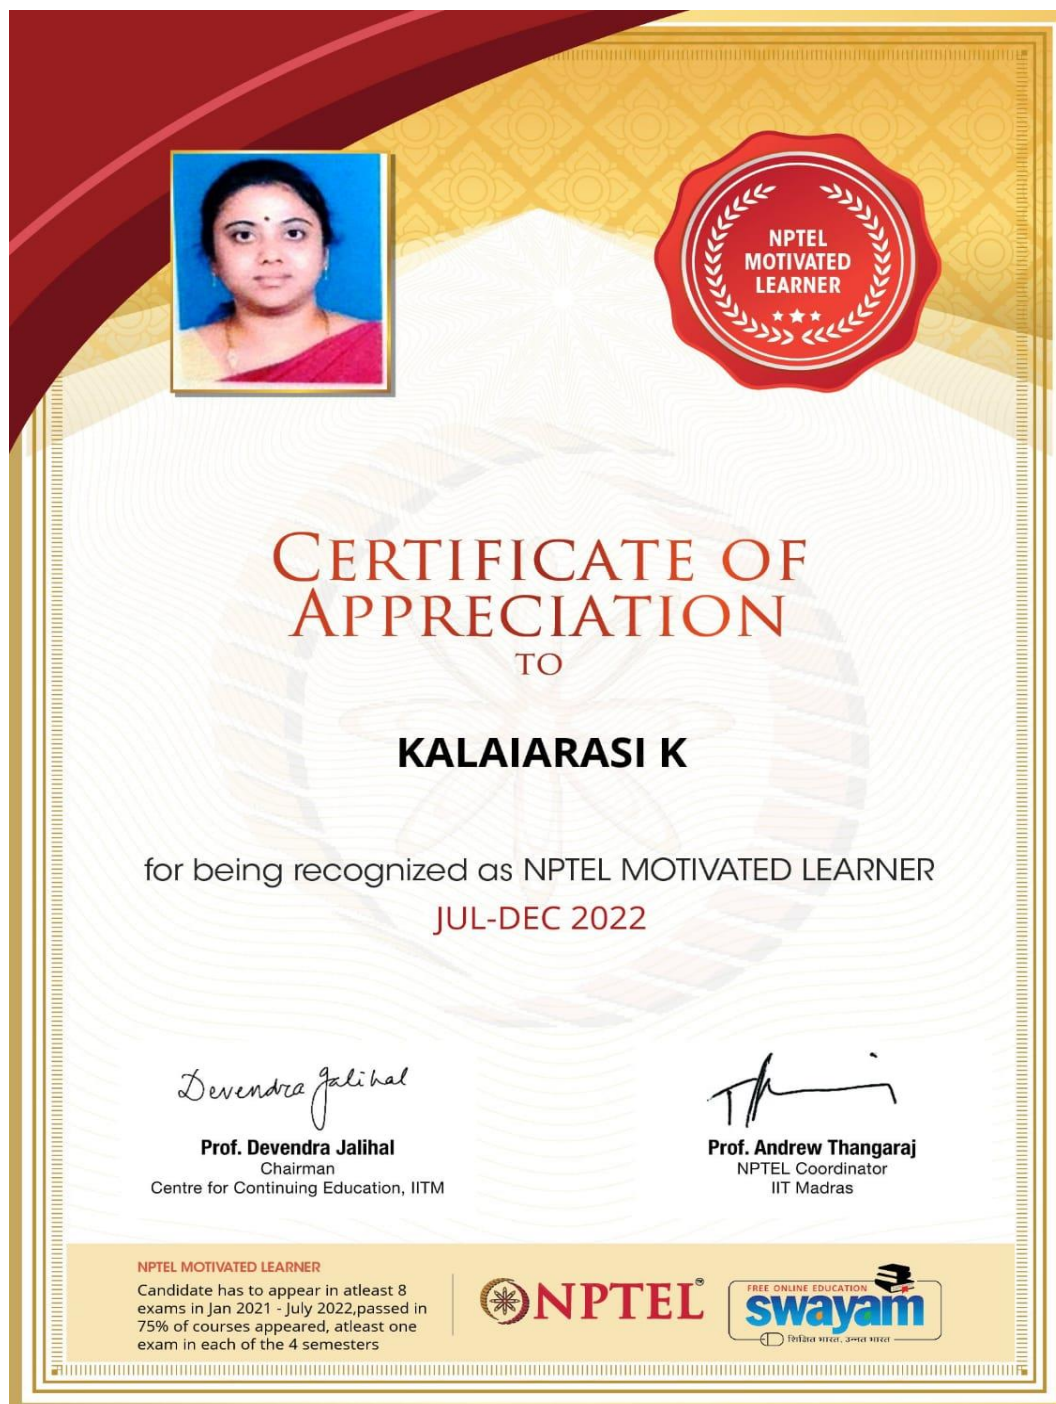 NPTEL
MOTIVATED
LEARNER
CERTIFICATE OF
APPRECIATION
TO
KALAIARASI K
for being recognized as NPTEL MOTIVATED LEARNER
JUL-DEC 2022
Devendra Jalihal
Prof. Devendra Jalihal
Chairman
Centre for Continuing Education, IITM
Prof. Andrew Thangaraj
NPTEL Coordinator
IIT Madras
NPTEL MOTIVATED LEARNER
Candidate has to appear in atleast 8
exams in Jan 2021 - July 2022,passed in
75% of courses appeared, atleast one
exam in each of the 4 semesters
NPTEL™
FREE ONLINE EDUCATION
swayam
शिक्षित भारत, उन्नत भारत